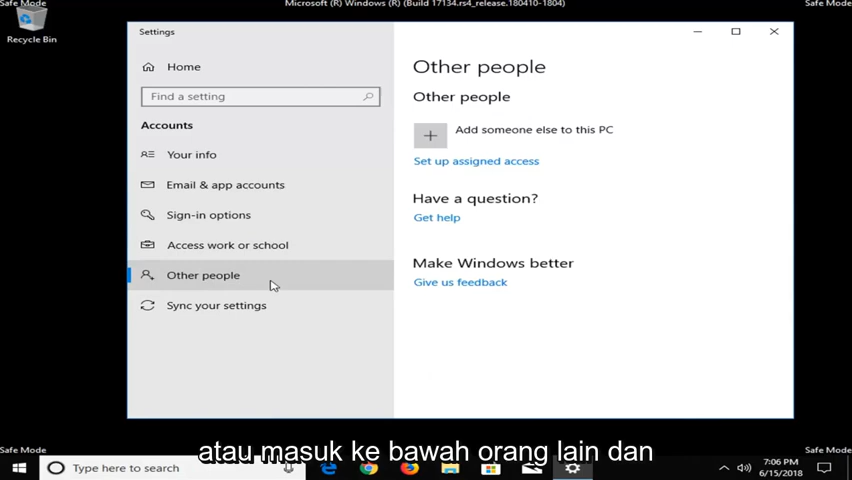 Safe Mode
Microsoft (R) Windows (R) (Build 17134.rs4_release.180410-1804)
Safe Mode
Recycle Bin
Settings
Home
Find a setting
Accounts
Your info
Email & app accounts
Sign-in options
Access work or school
Other people
Sync your settings
Other people
Other people
Add someone else to this PC
Set up assigned access
Have a question?
Get help
Make Windows better
Give us feedback
atau masuk ke bawah orang lain dan
Safe Mode
Safe Mode
Type here to search
7:06 PM
6/15/2018